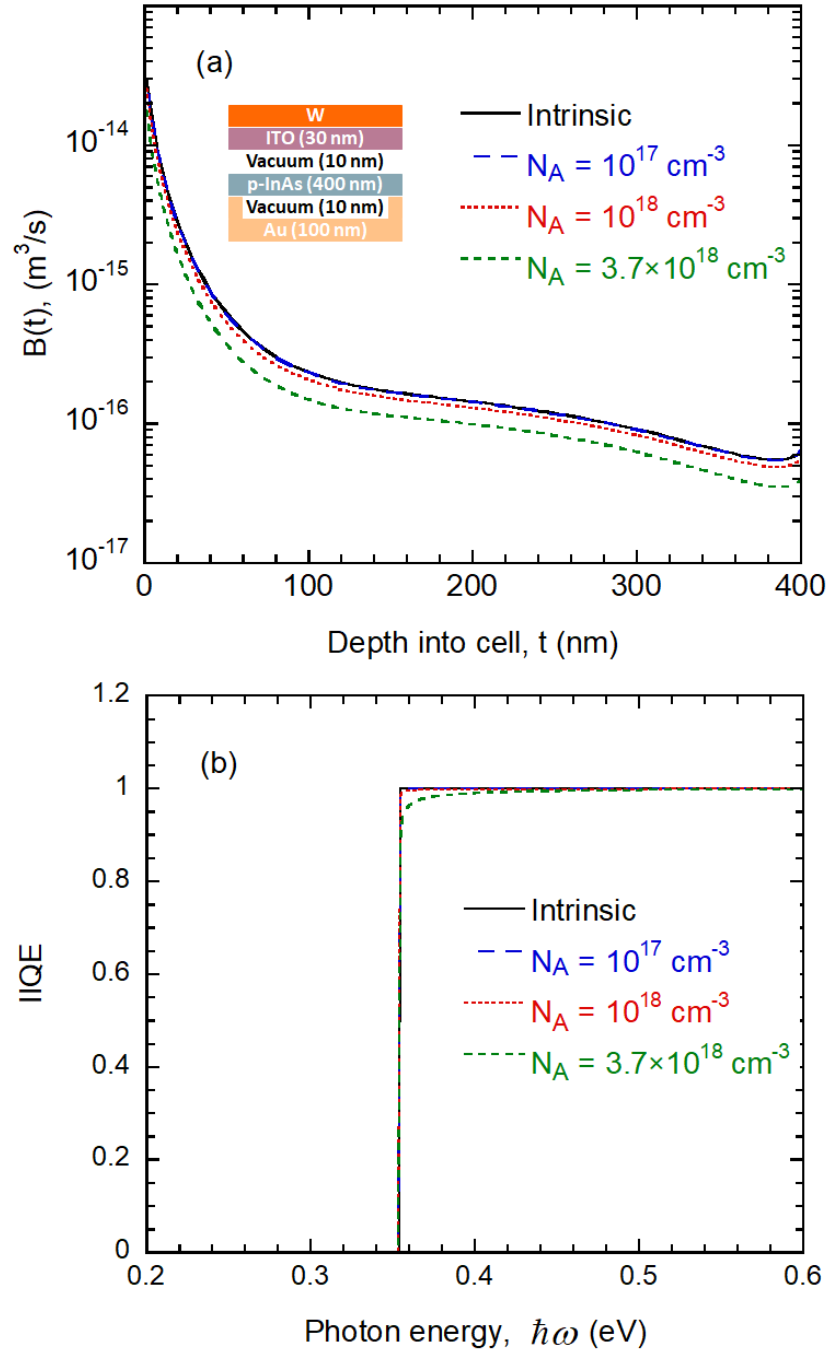 (a)
W
ITO (30 nm)
Vacuum (10 nm)
p-InAs (400 nm)
Vacuum (10 nm)
Au (100 nm)
Intrinsic
N_A = 10^17 cm^-3
N_A = 10^18 cm^-3
N_A = 3.7×10^18 cm^-3
B(t), (m^3/s)
10^-14
10^-15
10^-16
10^-17
0 100 200 300 400
Depth into cell, t (nm)
(b)
1.2
1
0.8
0.6
0.4
0.2
0
IIQE
Intrinsic
N_A = 10^17 cm^-3
N_A = 10^18 cm^-3
N_A = 3.7×10^18 cm^-3
0.2 0.3 0.4 0.5 0.6
Photon energy, ħω (eV)